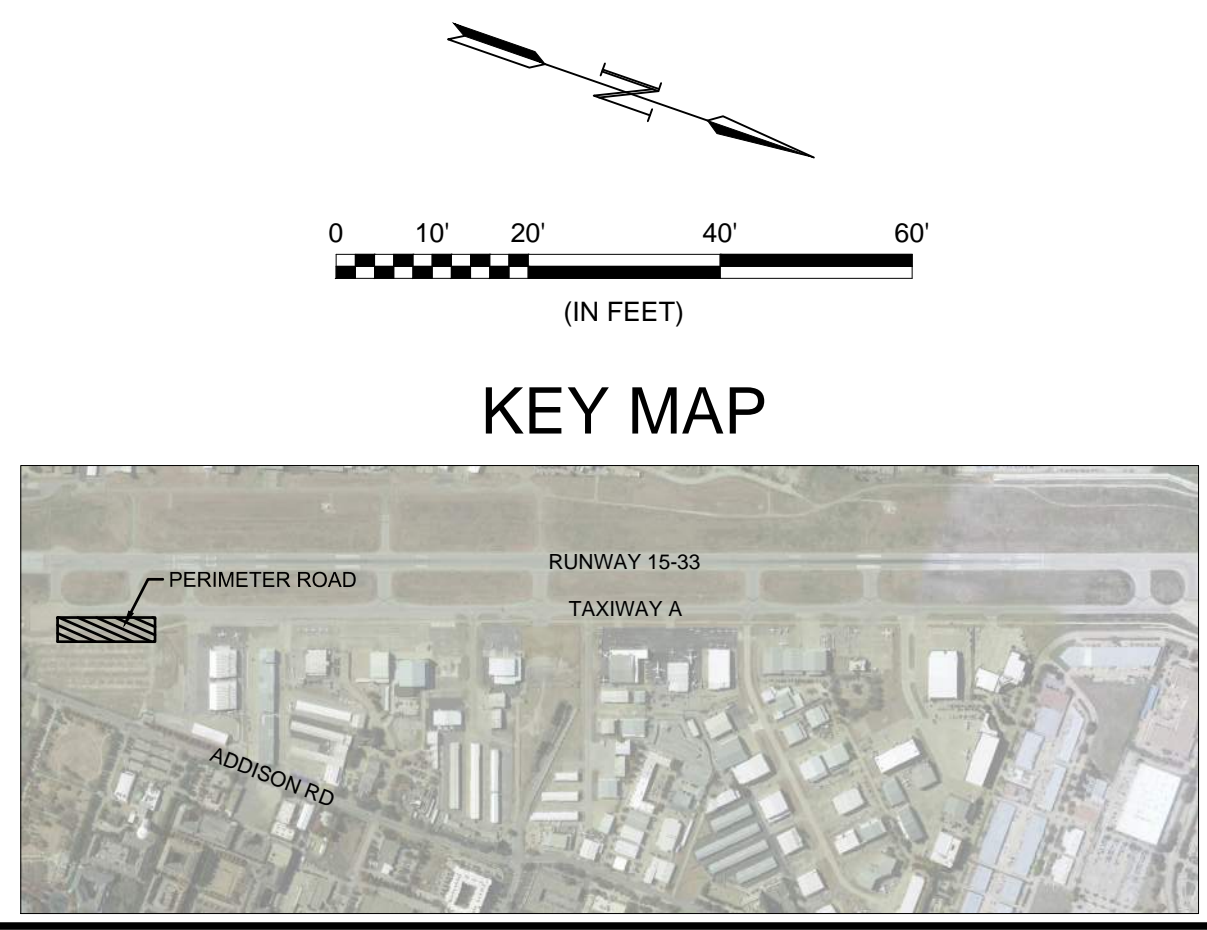 N
0 10' 20' 40' 60'
(IN FEET)
KEY MAP
RUNWAY 15-33
PERIMETER ROAD
TAXIWAY A
ADDISON RD